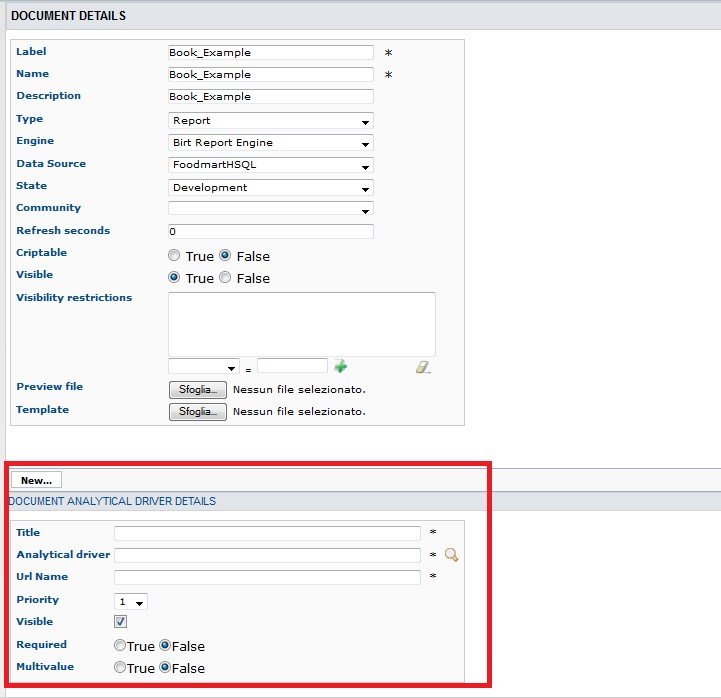 DOCUMENT DETAILS
Label Book_Example *
Name Book_Example *
Description Book_Example
Type Report
Engine Birt Report Engine
Data Source FoodmartHSQL
State Development
Community
Refresh seconds 0
Criptable True False
Visible True False
Visibility restrictions
=
Preview file Sfoglia... Nessun file selezionato.
Template Sfoglia... Nessun file selezionato.
New...
DOCUMENT ANALYTICAL DRIVER DETAILS
Title *
Analytical driver *
Url Name *
Priority 1
Visible
Required True False
Multivalue True False